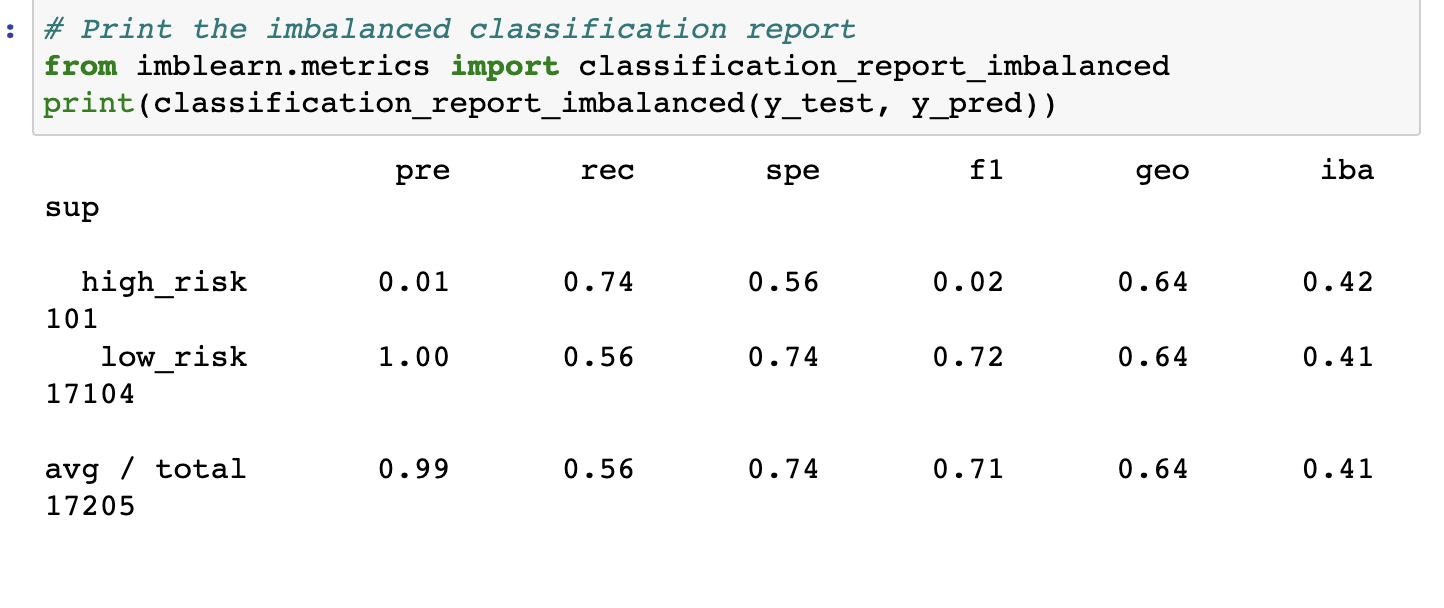 :
# Print the imbalanced classification report
from imblearn.metrics import classification_report_imbalanced
print(classification_report_imbalanced(y_test, y_pred))
pre rec spe f1 geo iba
sup
high_risk 0.01 0.74 0.56 0.02 0.64 0.42
101
low_risk 1.00 0.56 0.74 0.72 0.64 0.41
17104
avg / total 0.99 0.56 0.74 0.71 0.64 0.41
17205